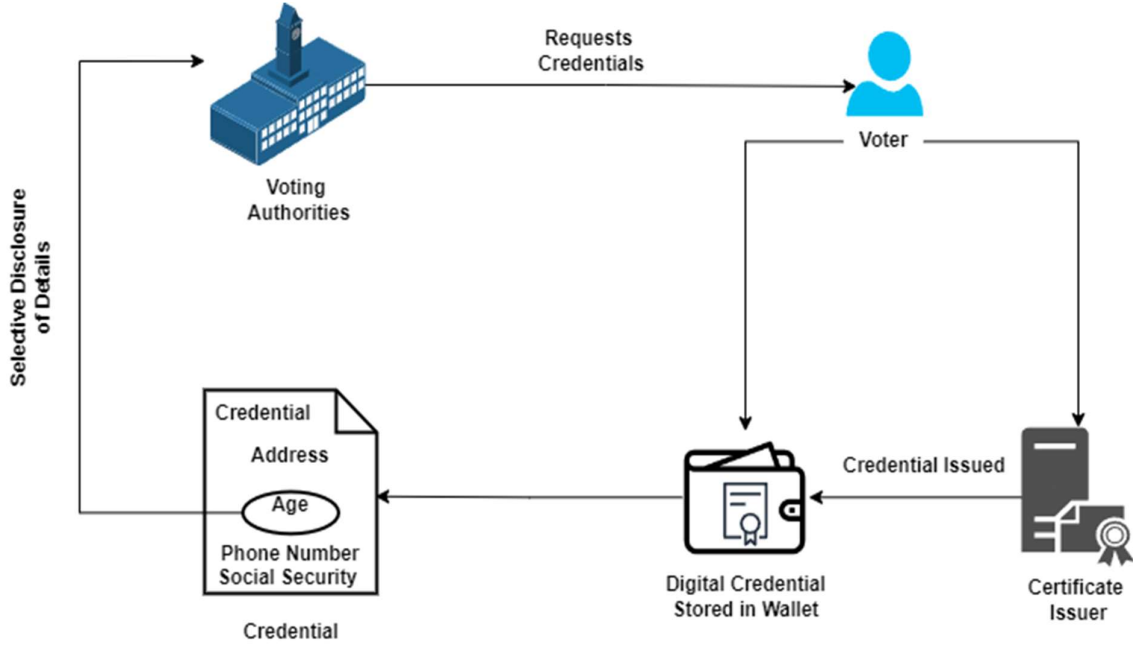 Requests
Credentials
Voter
Voting
Authorities
Selective Disclosure
of Details
Credential
Address
Age
Phone Number
Social Security
Credential
Credential Issued
Digital Credential
Stored in Wallet
Certificate
Issuer